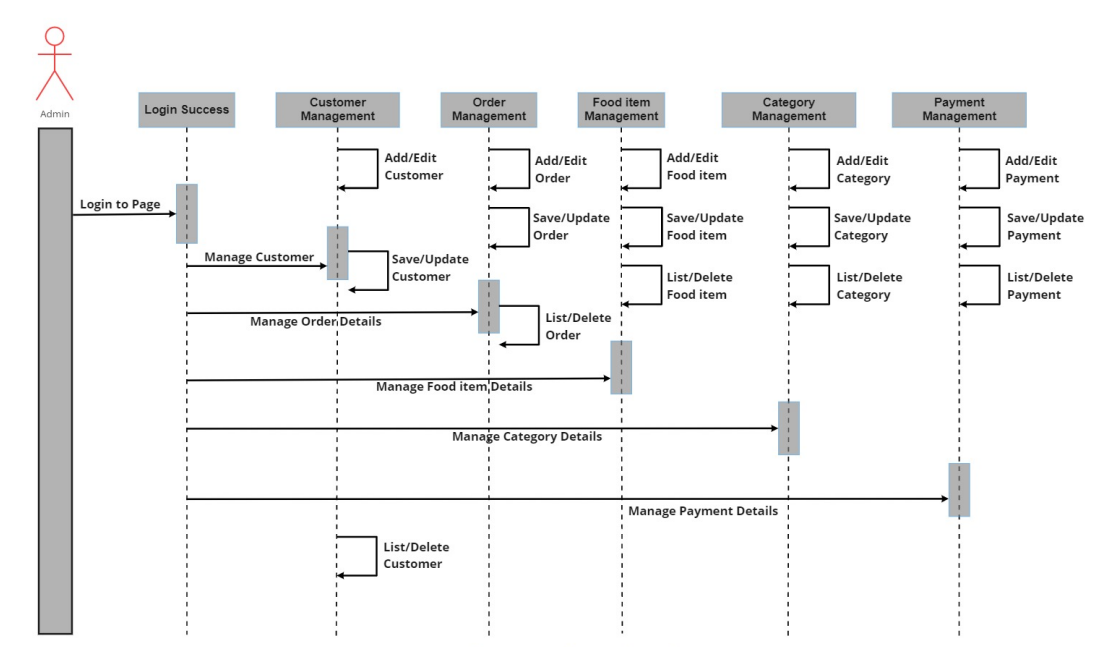 Admin
Login Success
Customer
Management
Order
Management
Food item
Management
Category
Management
Payment
Management
Add/Edit
Customer
Add/Edit
Order
Add/Edit
Food item
Add/Edit
Category
Add/Edit
Payment
Login to Page
Save/Update
Order
Save/Update
Food item
Save/Update
Category
Save/Update
Payment
Manage Customer
Save/Update
Customer
List/Delete
Food item
List/Delete
Category
List/Delete
Payment
Manage Order Details
List/Delete
Order
Manage Food item Details
Manage Category Details
Manage Payment Details
List/Delete
Customer